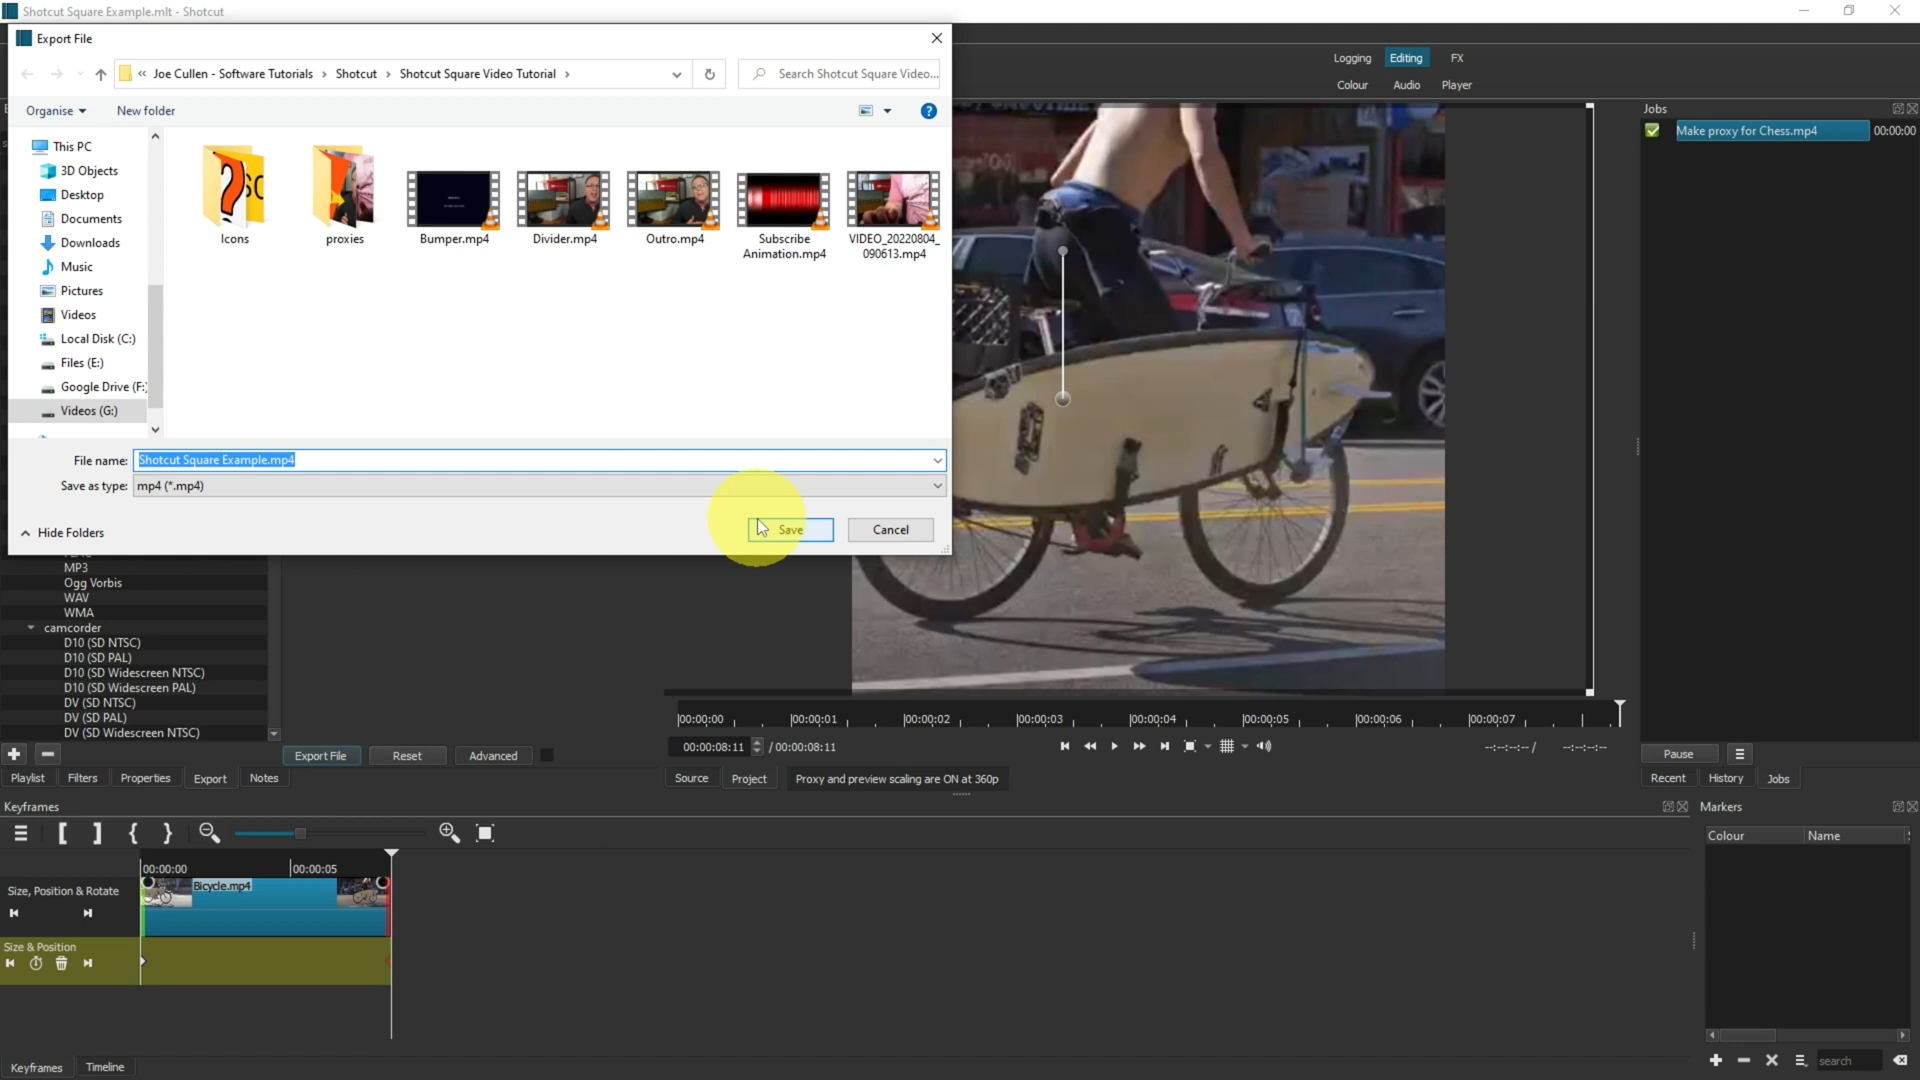 Shotcut Square Example.mlt - Shotcut
Export File
« Joe Cullen - Software Tutorials › Shotcut › Shotcut Square Video Tutorial ›
Search Shotcut Square Video...
Organise
New folder
This PC
3D Objects
Desktop
Documents
Downloads
Music
Pictures
Videos
Local Disk (C:)
Files (E:)
Google Drive (F:)
Videos (G:)
Icons
proxies
Bumper.mp4
Divider.mp4
Outro.mp4
Subscribe
Animation.mp4
VIDEO_20220804_
090613.mp4
File name: Shotcut Square Example.mp4
Save as type: mp4 (*.mp4)
Hide Folders
Save
Cancel
Logging
Editing
FX
Colour
Audio
Player
Jobs
Make proxy for Chess.mp4
00:00:00
MP3
Ogg Vorbis
WAV
WMA
camcorder
D10 (SD NTSC)
D10 (SD PAL)
D10 (SD Widescreen NTSC)
D10 (SD Widescreen PAL)
DV (SD NTSC)
DV (SD PAL)
DV (SD Widescreen NTSC)
Export File
Reset
Advanced
Playlist
Filters
Properties
Export
Notes
00:00:00
00:00:01
00:00:02
00:00:03
00:00:04
00:00:05
00:00:06
00:00:07
00:00:08:11
/ 00:00:08:11
--:--:--:-- /
--:--:--:--
Source
Project
Proxy and preview scaling are ON at 360p
Pause
Recent
History
Jobs
Keyframes
00:00:00
00:00:05
Size, Position & Rotate
Bicycle.mp4
Size & Position
Markers
Colour
Name
search
Keyframes
Timeline